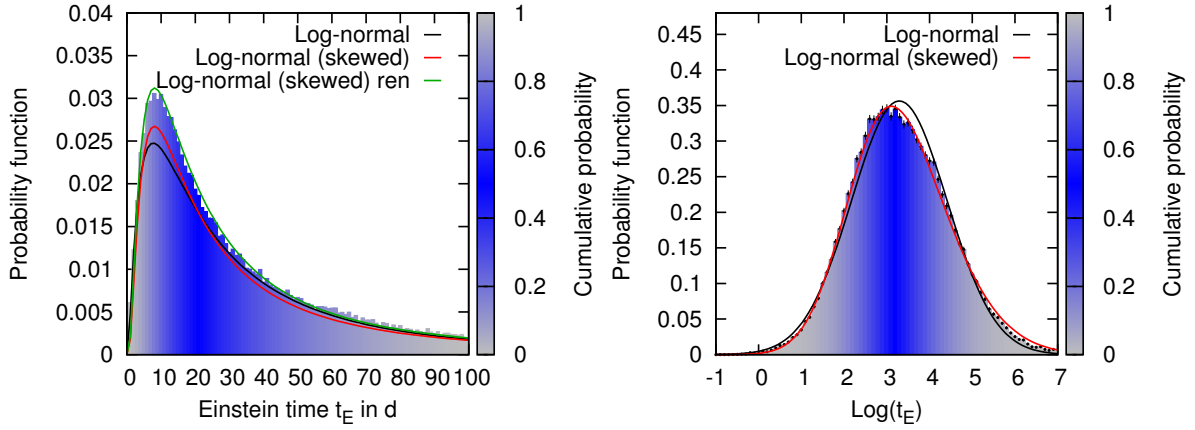 0.04
0.035
0.03
0.025
0.02
0.015
0.01
0.005
0
Probability function
Log-normal
Log-normal (skewed)
Log-normal (skewed) ren
0 10 20 30 40 50 60 70 80 90 100
Einstein time t_E in d
1
0.8
0.6
0.4
0.2
0
Cumulative probability
0.45
0.4
0.35
0.3
0.25
0.2
0.15
0.1
0.05
0
Probability function
Log-normal
Log-normal (skewed)
-1 0 1 2 3 4 5 6 7
Log(t_E)
1
0.8
0.6
0.4
0.2
0
Cumulative probability